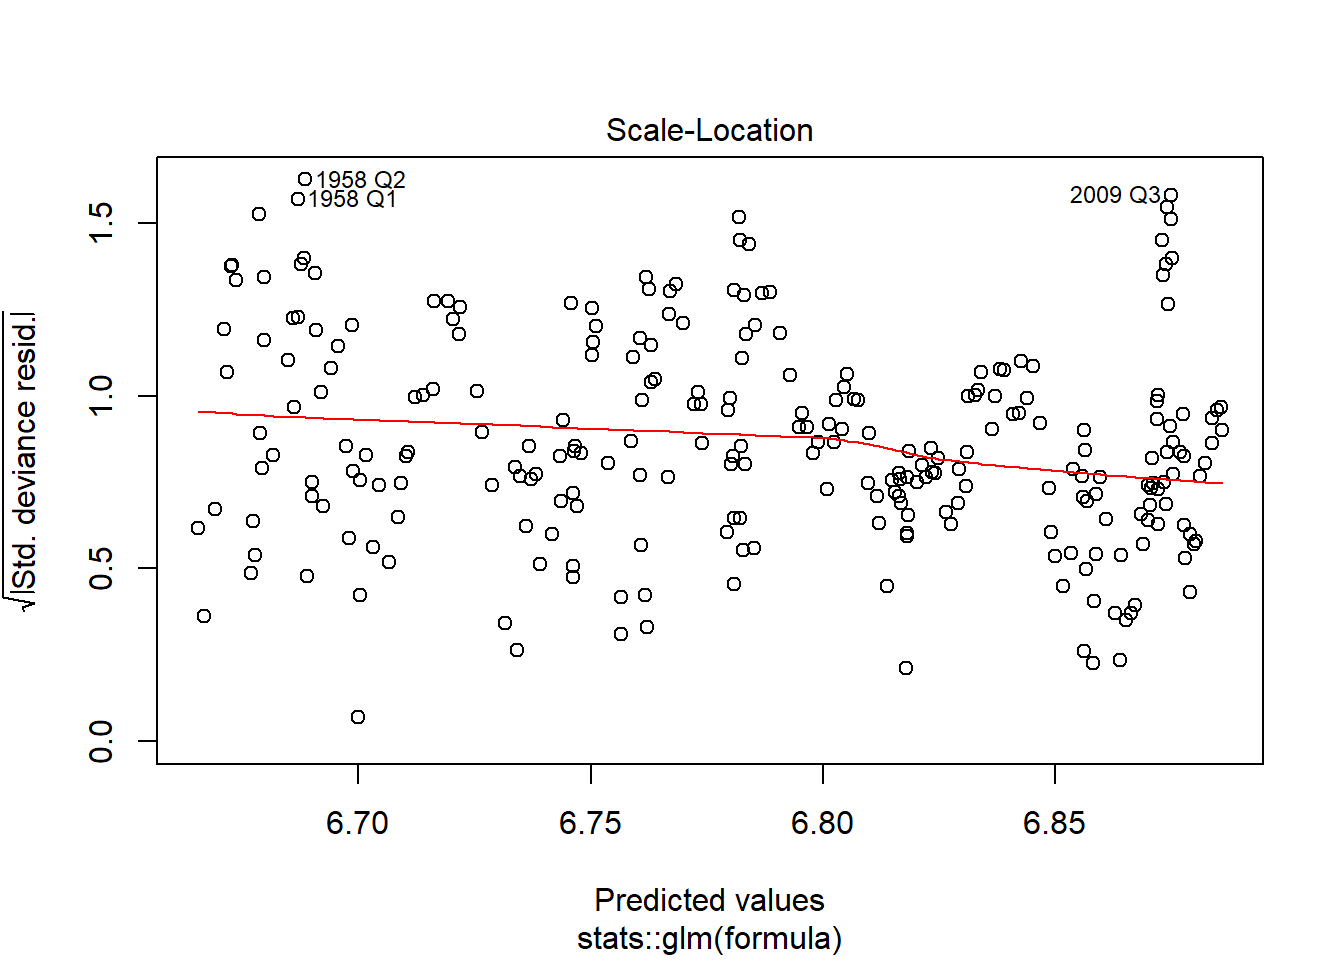 Scale-Location
1958 Q2
1958 Q1
2009 Q3
1.5
1.0
0.5
0.0
√|Std. deviance resid.|
6.70 6.75 6.80 6.85
Predicted values
stats::glm(formula)